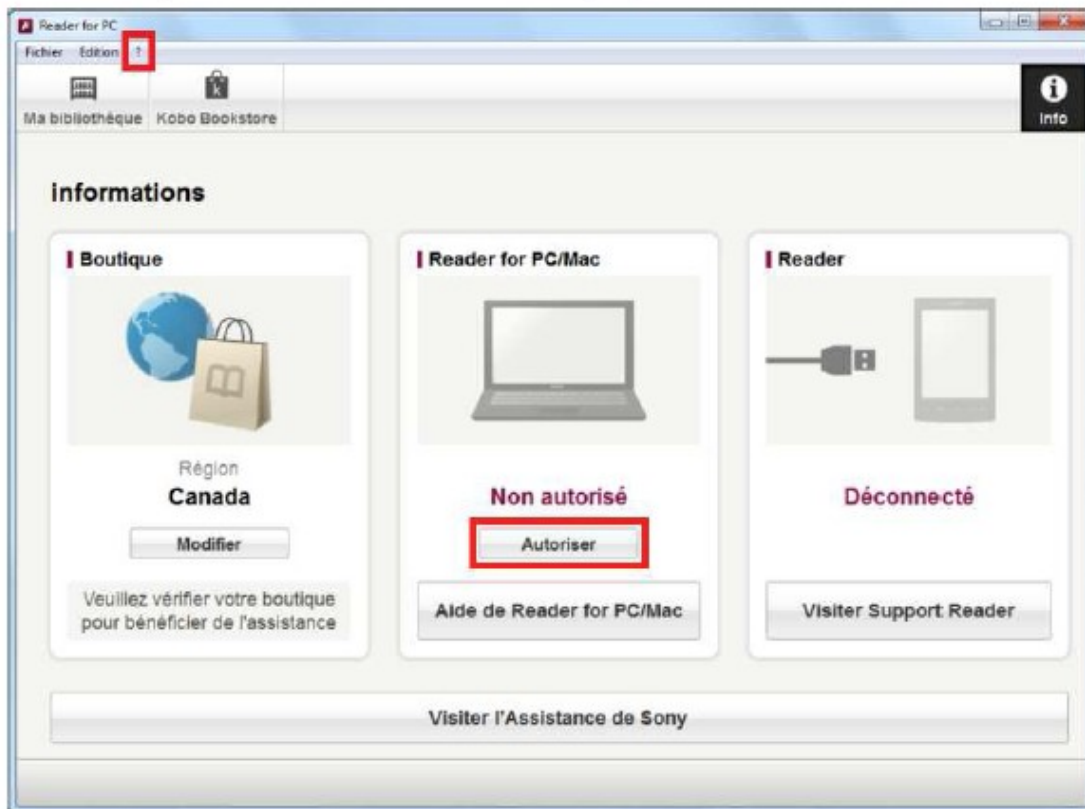 Reader for PC
Fichier Edition ?
Ma bibliothèque Kobo Bookstore
k
Info
informations
Boutique
Région
Canada
Modifier
Veuillez vérifier votre boutique
pour bénéficier de l'assistance
Reader for PC/Mac
Non autorisé
Autoriser
Aide de Reader for PC/Mac
Reader
Déconnecté
Visiter Support Reader
Visiter l'Assistance de Sony